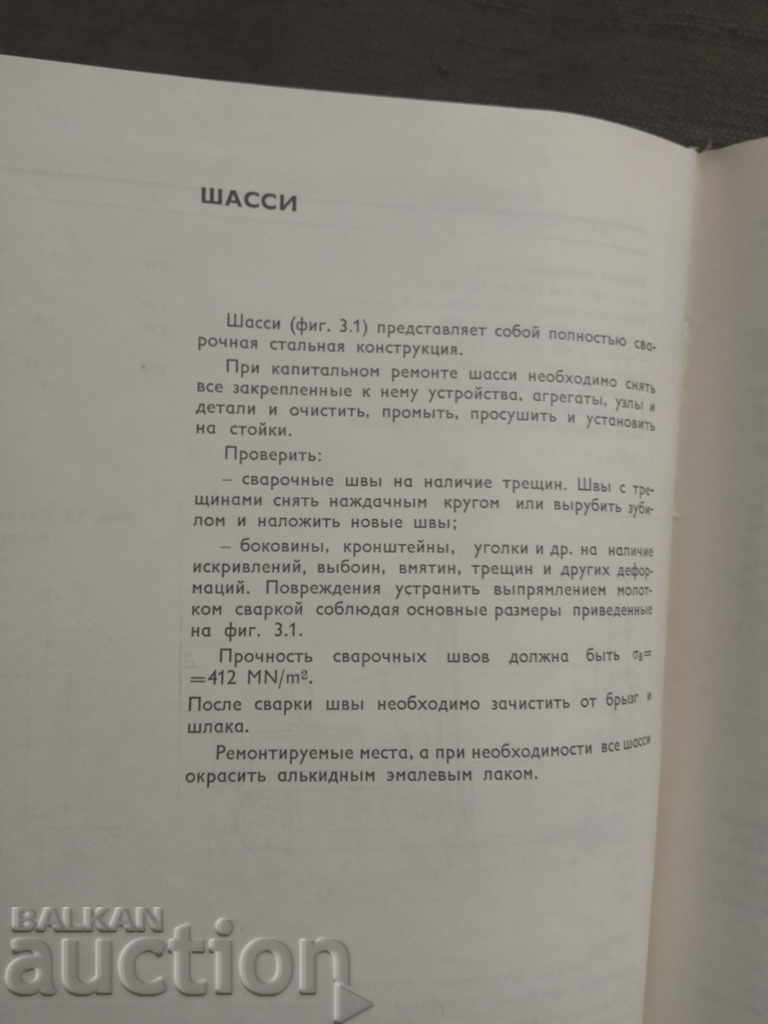 ШАССИ
Шасси (фиг. 3.1) представляет собой полностью сва-
рочная стальная конструкция.
При капитальном ремонте шасси необходимо снять
все закрепленные к нему устройства, агрегаты, узлы и
детали и очистить, промыть, просушить и установить
на стойки.
Проверить:
– сварочные швы на наличие трещин. Швы с тре-
щинами снять наждачным кругом или вырубить зуби-
лом и наложить новые швы;
– боковины, кронштейны, уголки и др. на наличие
искривлений, выбоин, вмятин, трещин и других дефор-
маций. Повреждения устранить выпрямлением молот-
ком сваркой соблюдая основные размеры приведенные
на фиг. 3.1.
Прочность сварочных швов должна быть σв=
=412 MN/m².
После сварки швы необходимо зачистить от брызг и
шлака.
Ремонтируемые места, а при необходимости все шасси
окрасить алькидным эмалевым лаком.
BALKAN
auction